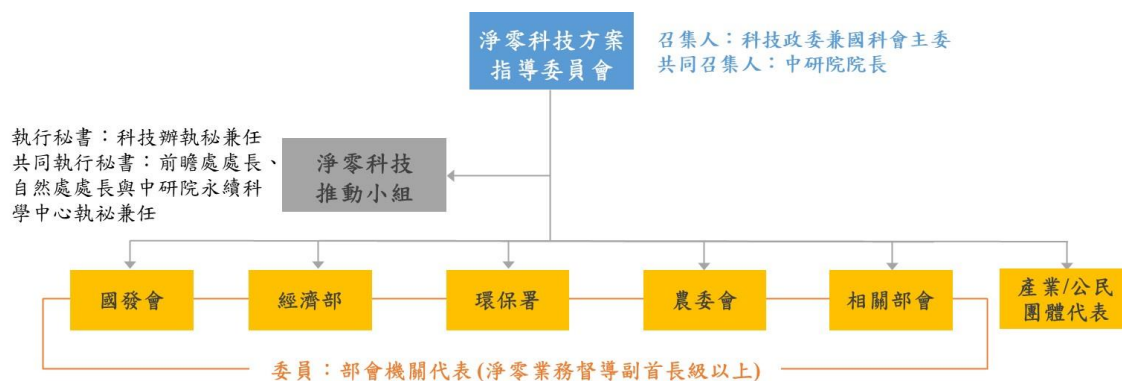 淨零科技方案
指導委員會
召集人：科技政委兼國科會主委
共同召集人：中研院院長
執行秘書：科技辦執秘兼任
共同執行秘書：前瞻處處長、
自然處處長與中研院永續科
學中心執祕兼任
淨零科技
推動小組
國發會
經濟部
環保署
農委會
相關部會
產業/公民
團體代表
委員：部會機關代表(淨零業務督導副首長級以上)